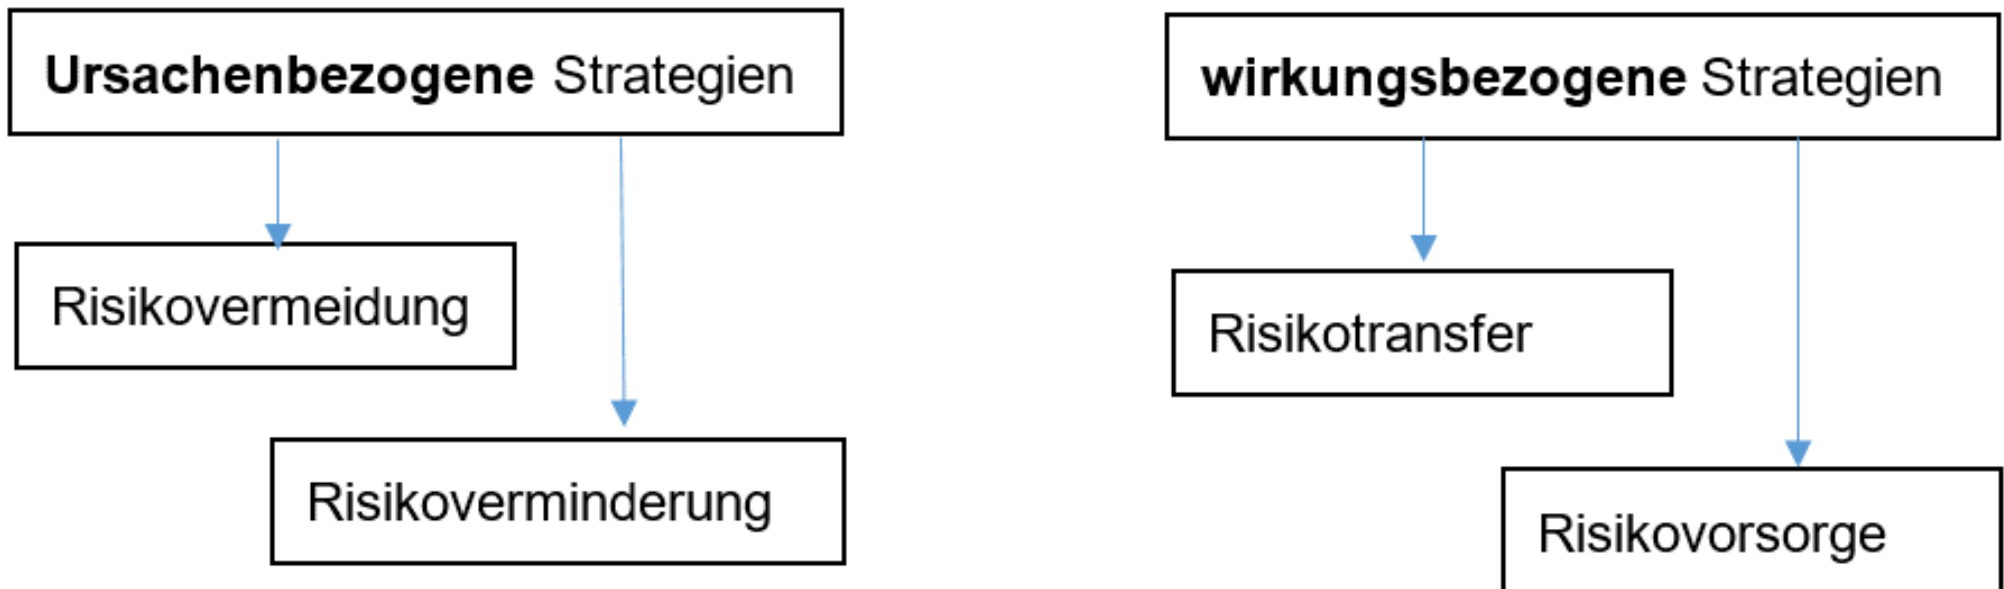 Ursachenbezogene Strategien
wirkungsbezogene Strategien
Risikovermeidung
Risikotransfer
Risikoverminderung
Risikovorsorge